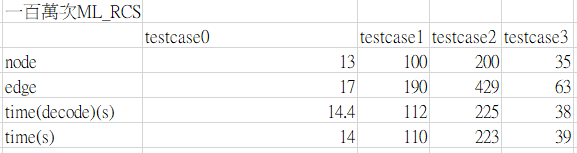 一百萬次ML_RCS
testcase0 testcase1 testcase2 testcase3
node 13 100 200 35
edge 17 190 429 63
time(decode)(s) 14.4 112 225 38
time(s) 14 110 223 39